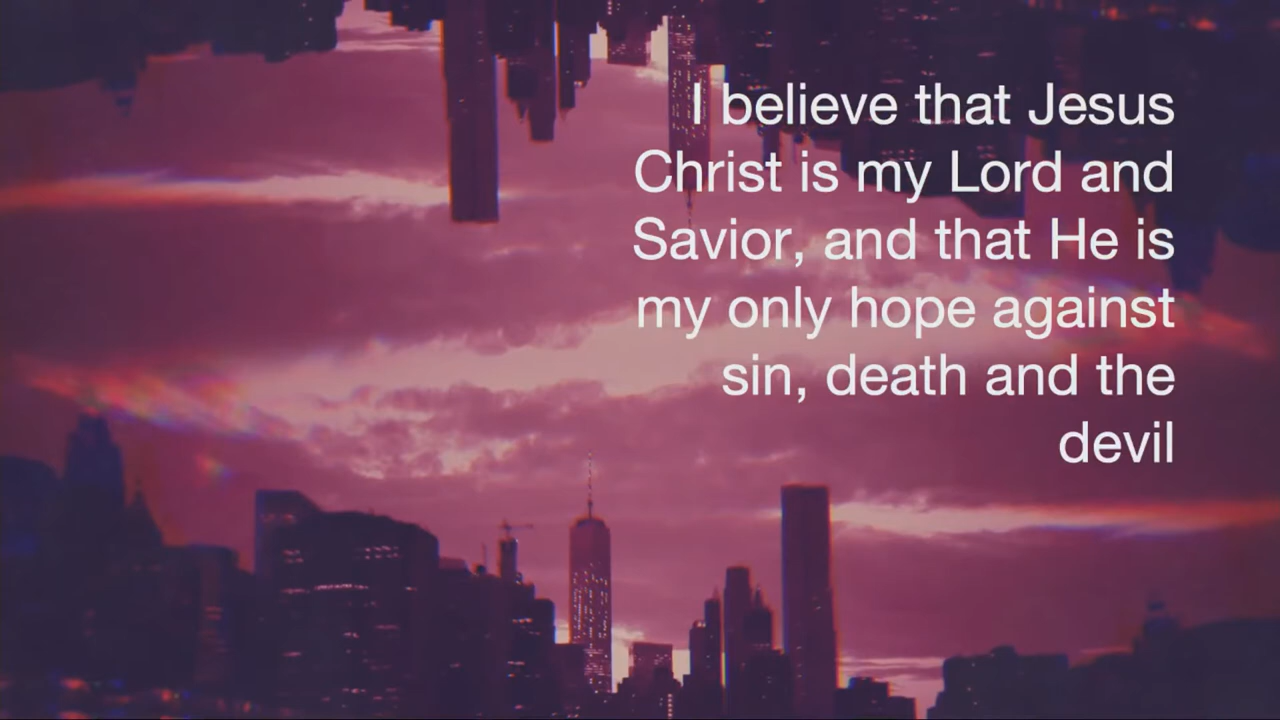 I believe that Jesus
Christ is my Lord and
Savior, and that He is
my only hope against
sin, death and the
devil